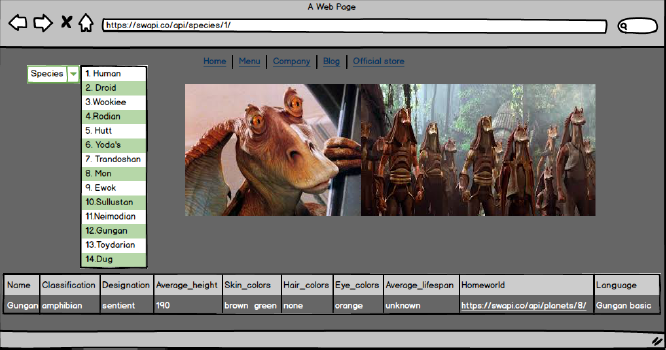 A Web Page
https://swapi.co/api/species/1/
Home Menu Company Blog Official store
Species
1. Human
2. Droid
3.Wookiee
4.Rodian
5. Hutt
6. Yoda's
7. Trandoshan
8. Mon
9. Ewok
10.Sullustan
11.Neimodian
12.Gungan
13.Toydarian
14.Dug
Name Classification Designation Average_height Skin_colors Hair_colors Eye_colors Average_lifespan Homeworld Language
Gungan amphibian sentient 190 brown green none orange unknown https://swapi.co/api/planets/8/ Gungan basic